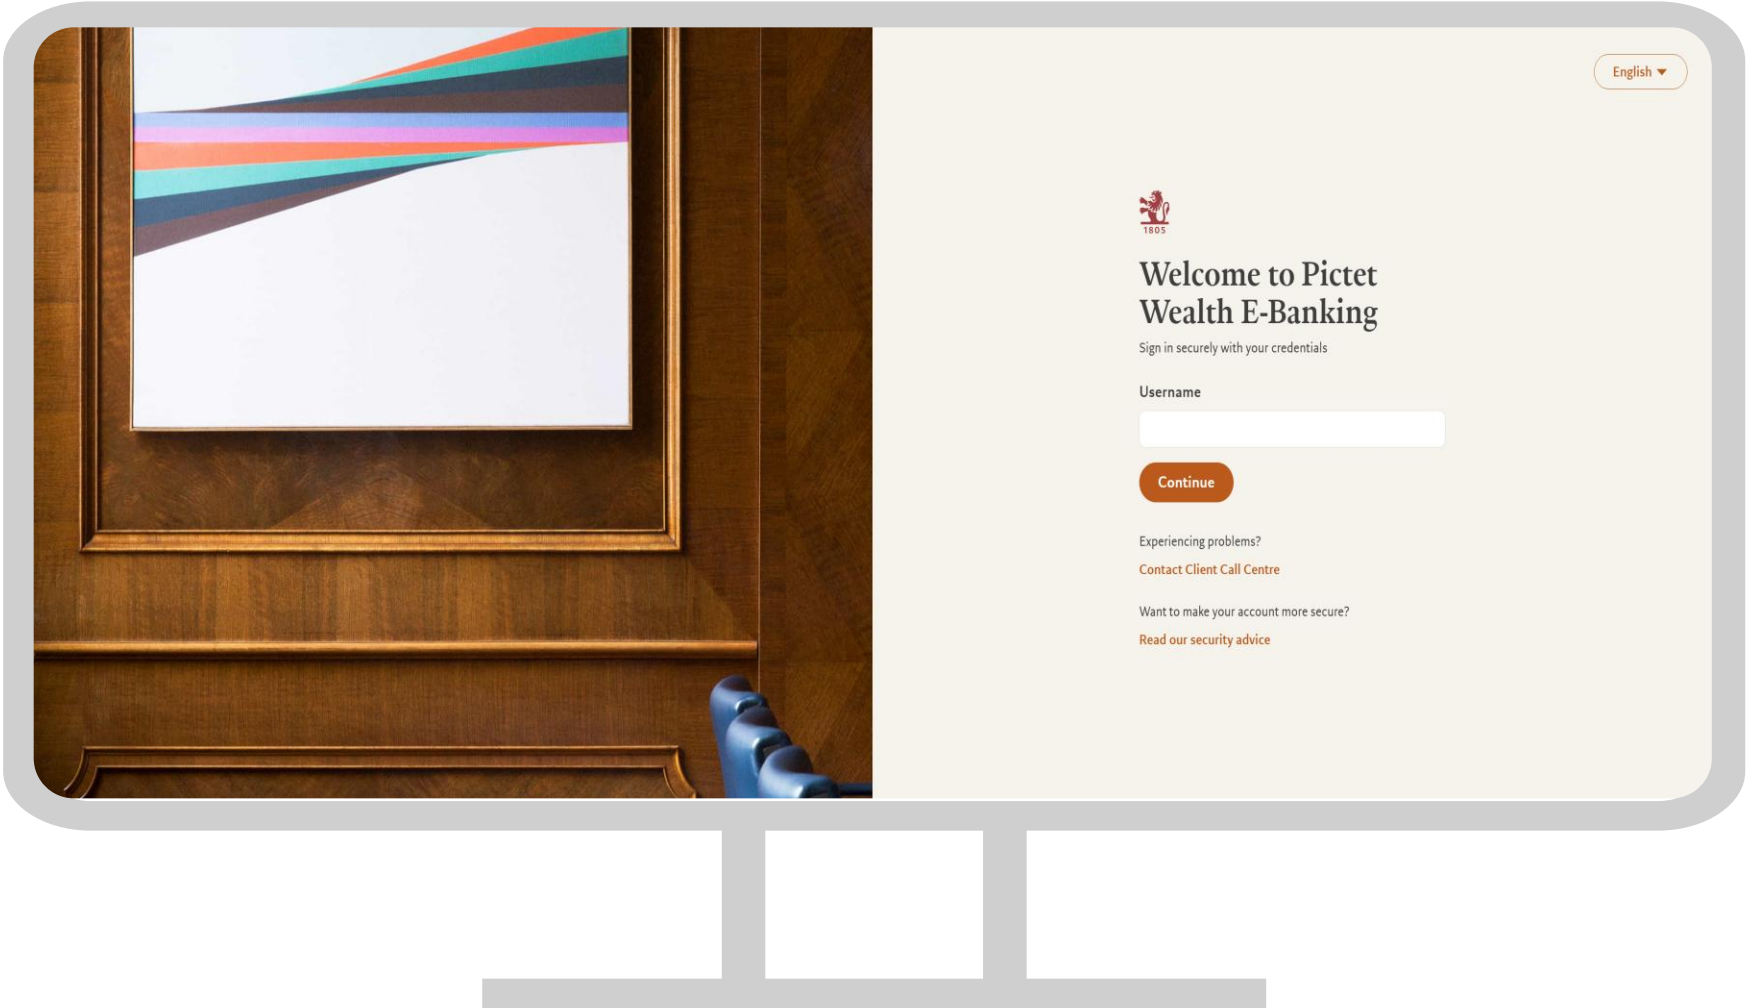 English
1805
Welcome to Pictet
Wealth E-Banking
Sign in securely with your credentials
Username
Continue
Experiencing problems?
Contact Client Call Centre
Want to make your account more secure?
Read our security advice